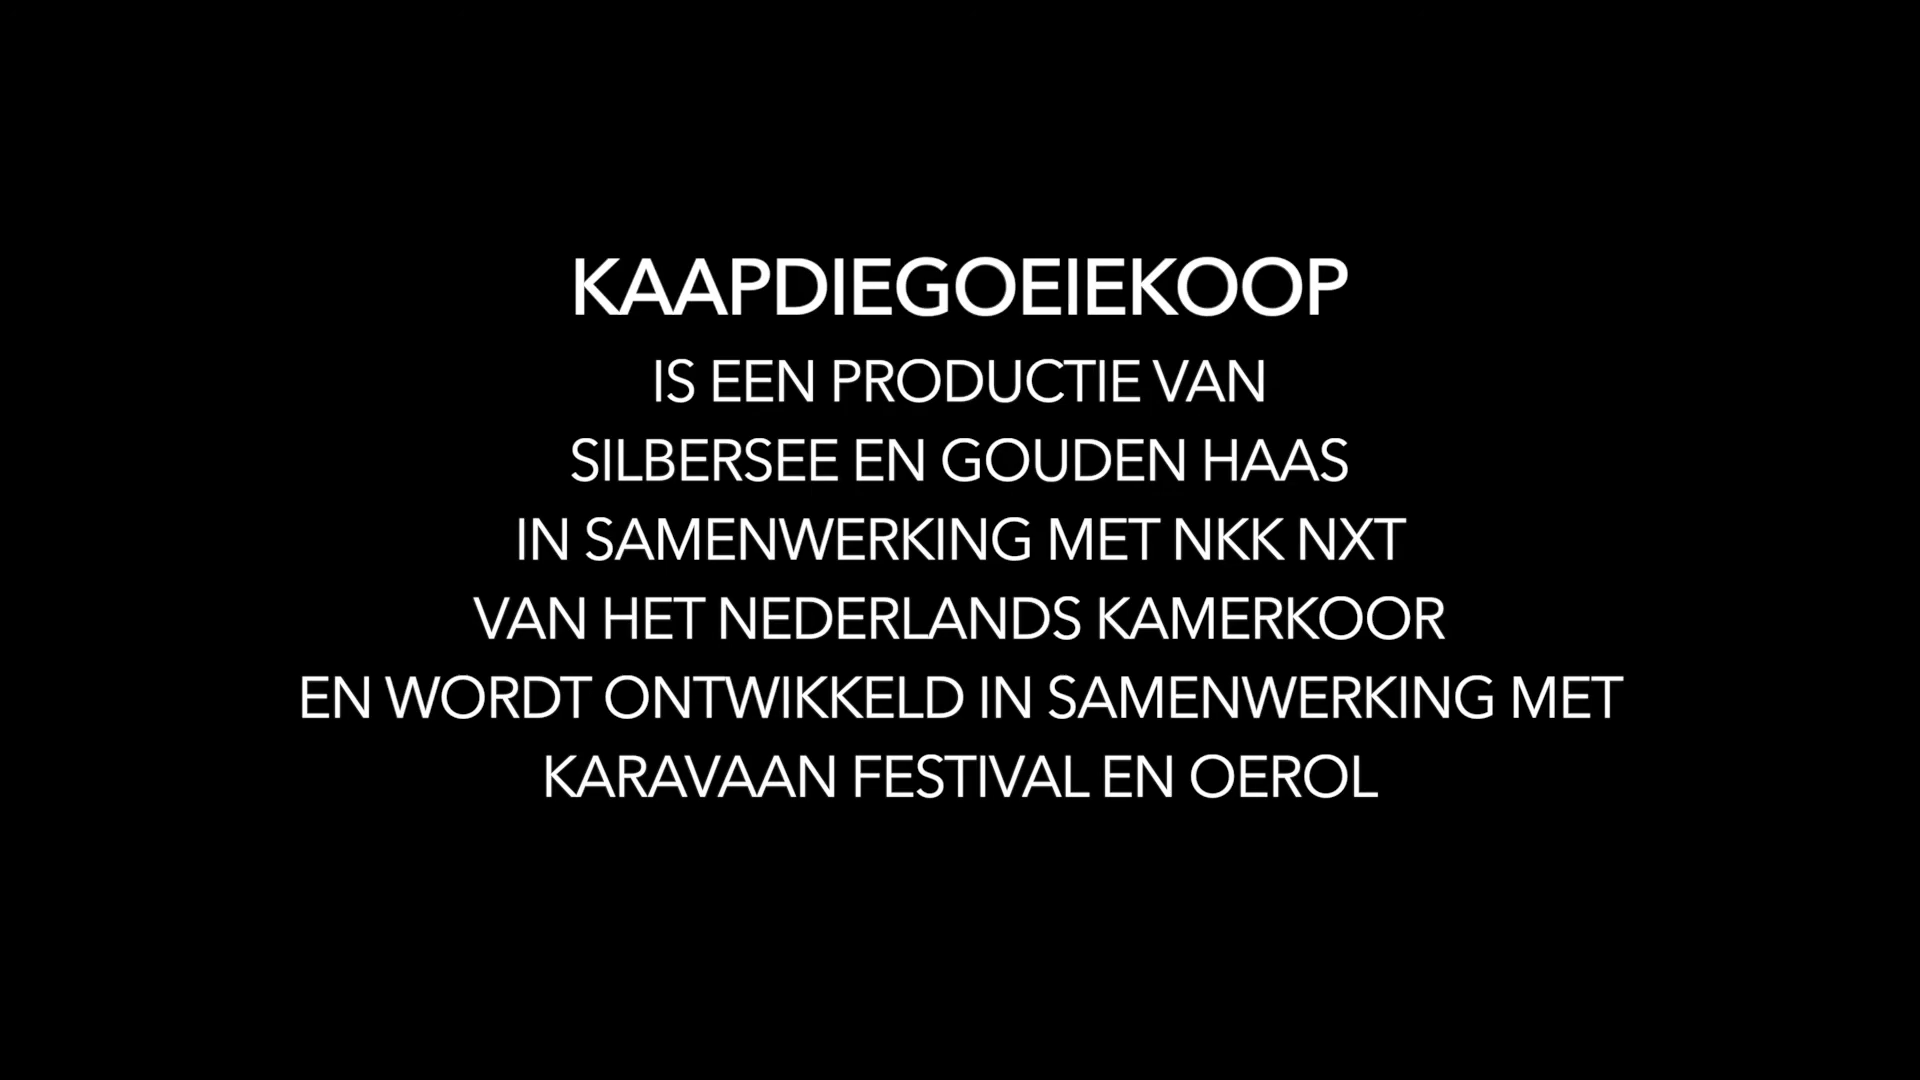 KAAPDIEGOEIEKOOP
IS EEN PRODUCTIE VAN
SILBERSEE EN GOUDEN HAAS
IN SAMENWERKING MET NKK NXT
VAN HET NEDERLANDS KAMERKOOR
EN WORDT ONTWIKKELD IN SAMENWERKING MET
KARAVAAN FESTIVAL EN OEROL